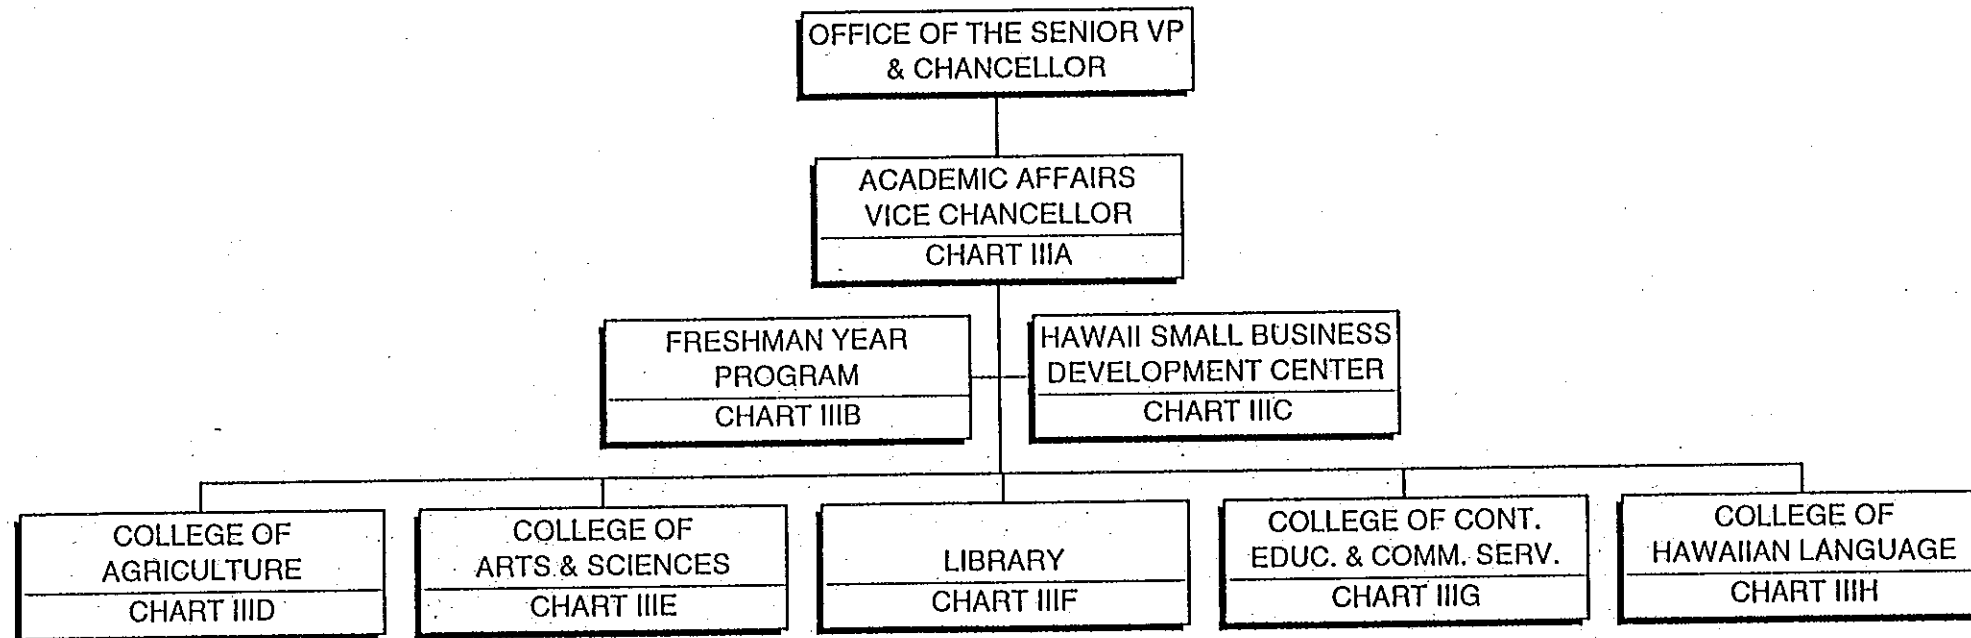 OFFICE OF THE SENIOR VP
& CHANCELLOR
ACADEMIC AFFAIRS
VICE CHANCELLOR
CHART IIIA
FRESHMAN YEAR
PROGRAM
CHART IIIB
HAWAII SMALL BUSINESS
DEVELOPMENT CENTER
CHART IIIC
COLLEGE OF
AGRICULTURE
CHART IIID
COLLEGE OF
ARTS & SCIENCES
CHART IIIE
LIBRARY
CHART IIIF
COLLEGE OF CONT.
EDUC. & COMM. SERV.
CHART IIIG
COLLEGE OF
HAWAIIAN LANGUAGE
CHART IIIH